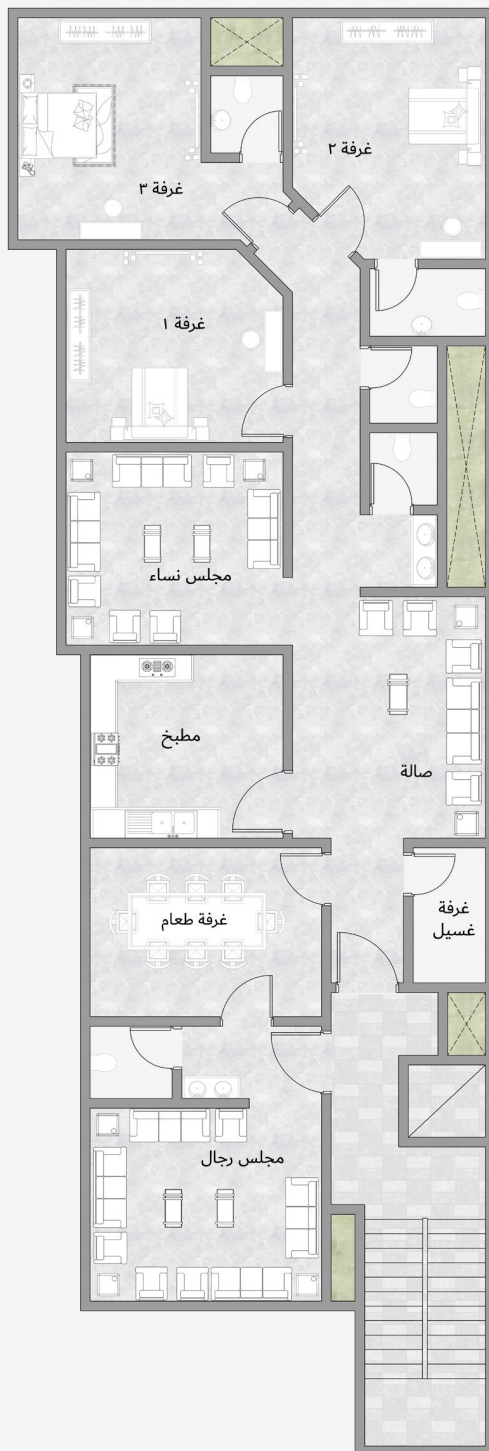 غرفة ٢
غرفة ٣
غرفة ١
مجلس نساء
مطبخ
صالة
غرفة
غسيل
غرفة طعام
مجلس رجال